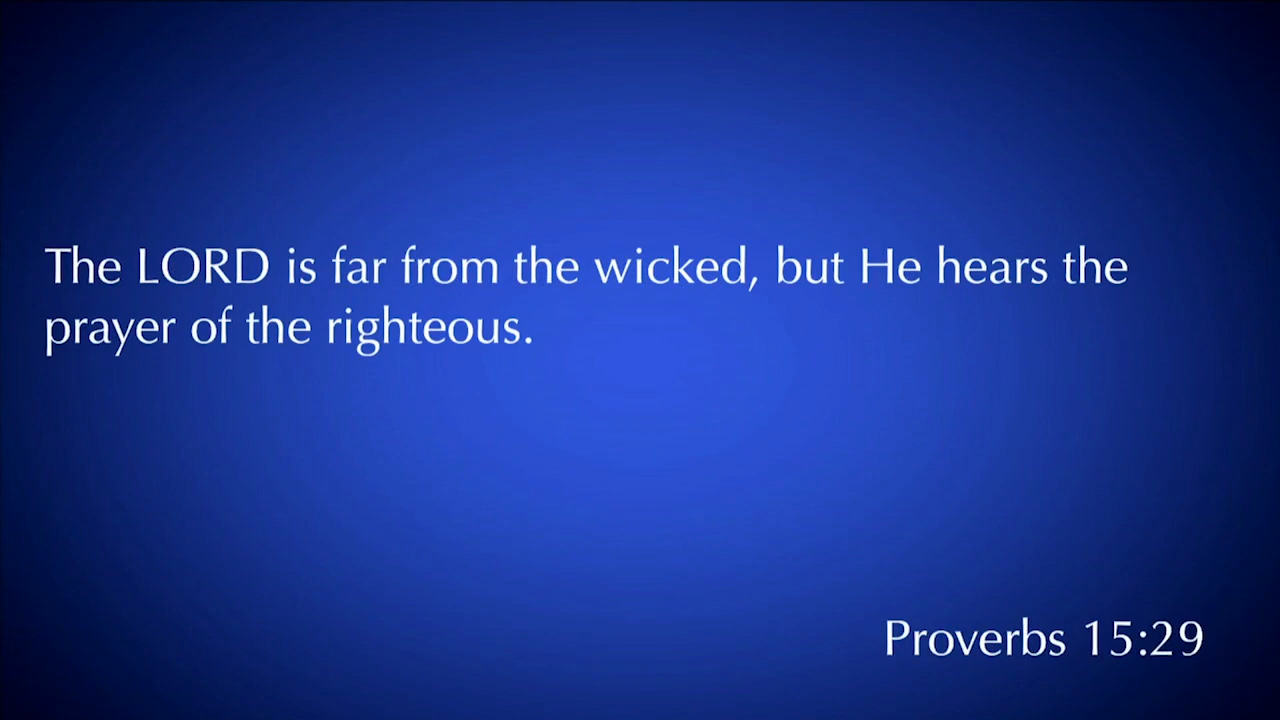 The LORD is far from the wicked, but He hears the
prayer of the righteous.
Proverbs 15:29